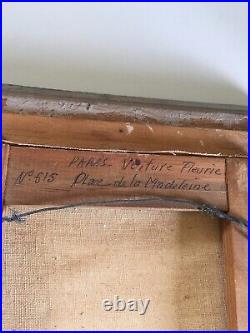 PARIS - Voiture Fleurie
N° 615 Place de la Madeleine